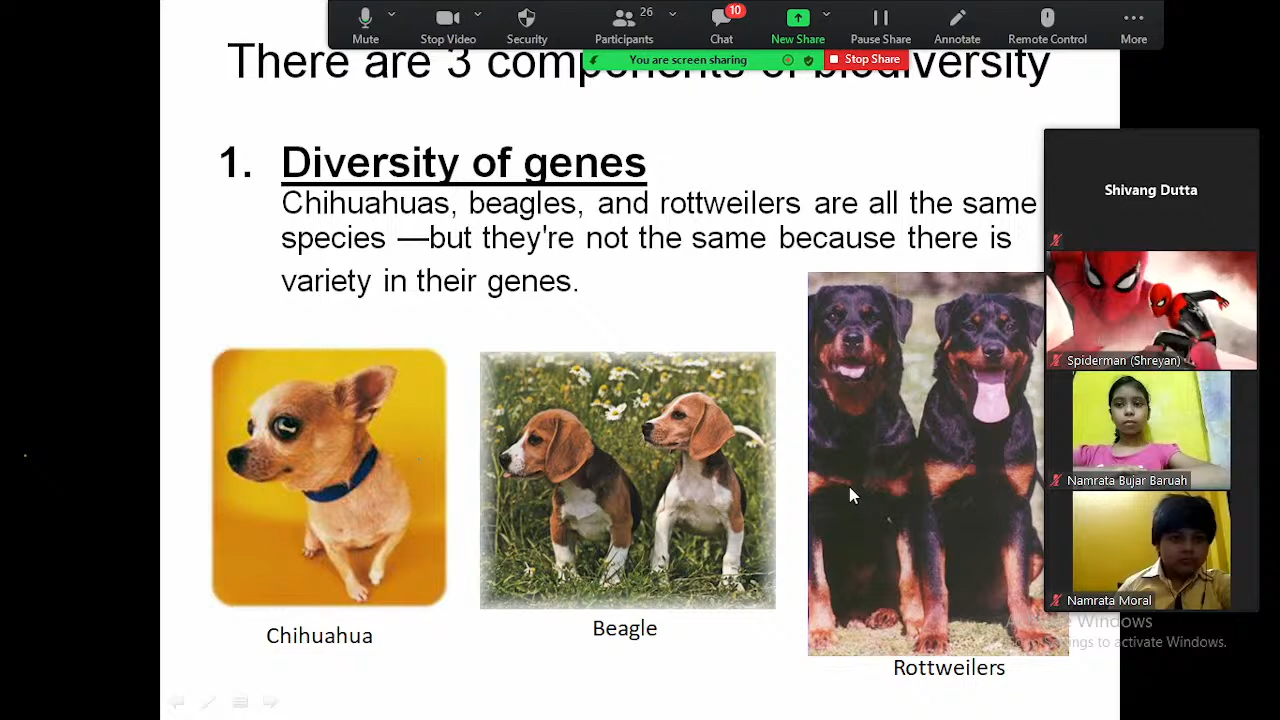 Mute
Stop Video
Security
Participants
26
Chat
10
New Share
Pause Share
Annotate
Remote Control
More
You are screen sharing
Stop Share
There are 3 components of biodiversity
1. Diversity of genes
Chihuahuas, beagles, and rottweilers are all the same
species —but they're not the same because there is
variety in their genes.
Chihuahua
Beagle
Rottweilers
Shivang Dutta
Spiderman (Shreyan)
Namrata Bujar Baruah
Namrata Moral
Windows
to activate Windows.